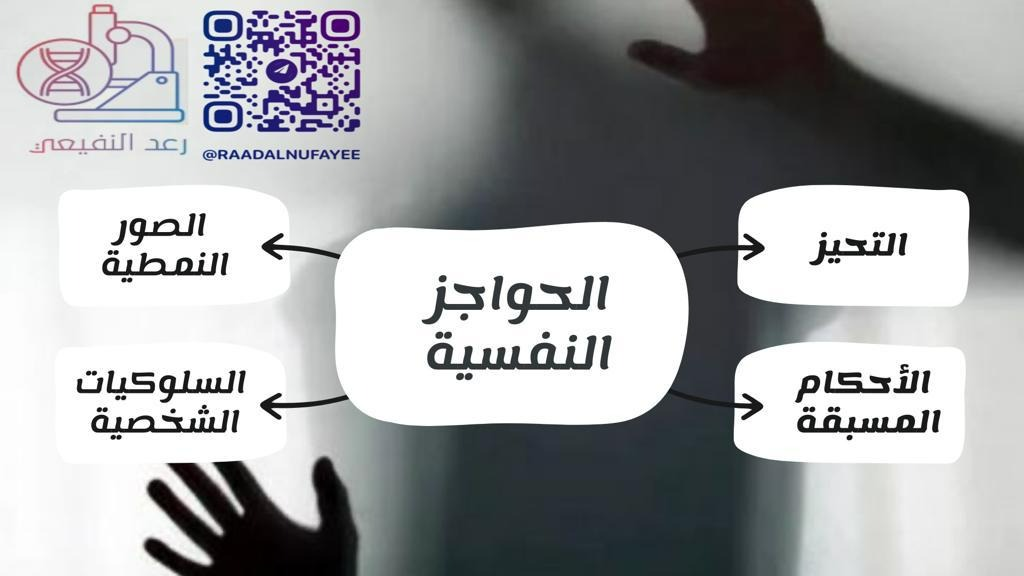 رعد النفيعي
@RAADALNUFAYEE
الحواجز
النفسية
التحيز
الأحكام
المسبقة
الصور
النمطية
السلوكيات
الشخصية